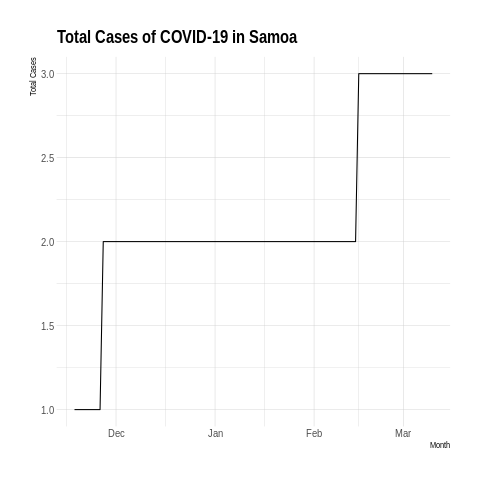 Total Cases of COVID-19 in Samoa
Total Cases
3.0
2.5
2.0
1.5
1.0
Dec Jan Feb Mar
Month